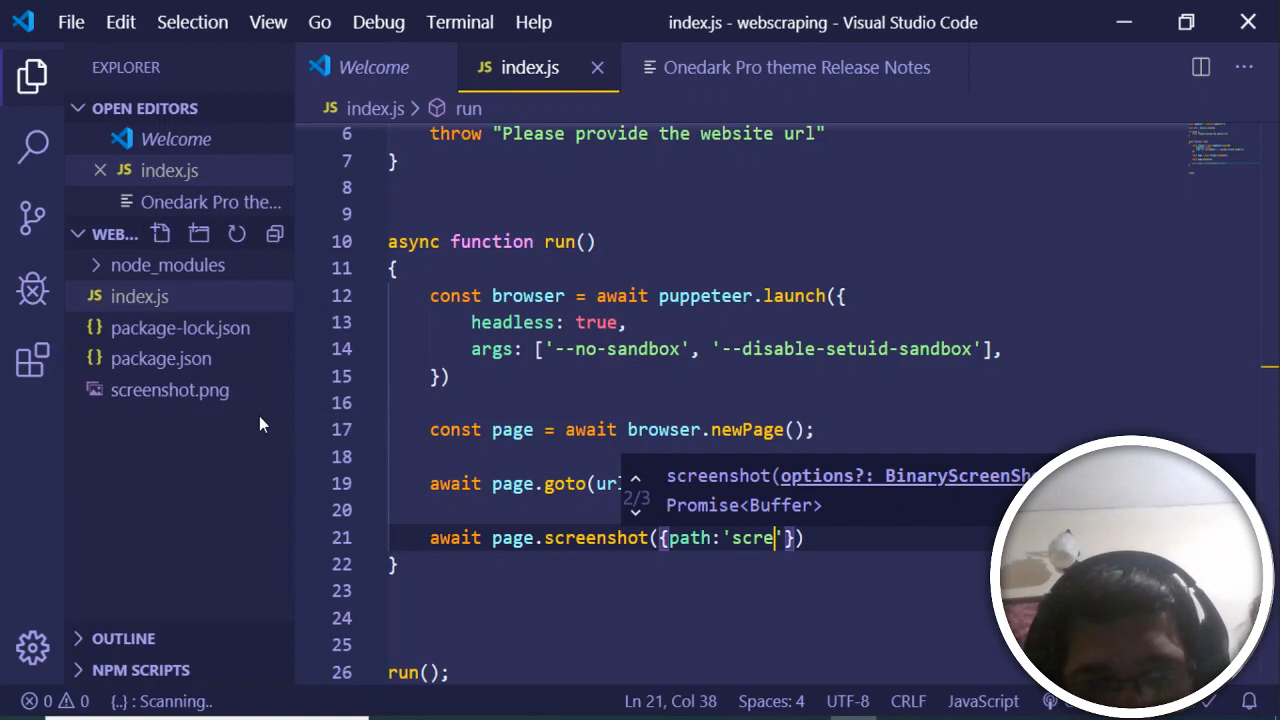 File Edit Selection View Go Debug Terminal Help index.js - webscraping - Visual Studio Code
EXPLORER
Welcome
JS index.js
Onedark Pro theme Release Notes
OPEN EDITORS
Welcome
JS index.js
Onedark Pro the...
WEB...
node_modules
JS index.js
{} package-lock.json
{} package.json
screenshot.png
OUTLINE
NPM SCRIPTS
JS index.js > run
6 throw "Please provide the website url"
7 }
8
9
10 async function run()
11 {
12 const browser = await puppeteer.launch({
13 headless: true,
14 args: ['--no-sandbox', '--disable-setuid-sandbox'],
15 })
16
17 const page = await browser.newPage();
18
19 await page.goto(url
screenshot(options?: BinaryScreenSh
2/3
Promise<Buffer>
21 await page.screenshot({path:'scre'})
22 }
23
24
25
26 run();
0 0 {..} : Scanning.. Ln 21, Col 38 Spaces: 4 UTF-8 CRLF JavaScript